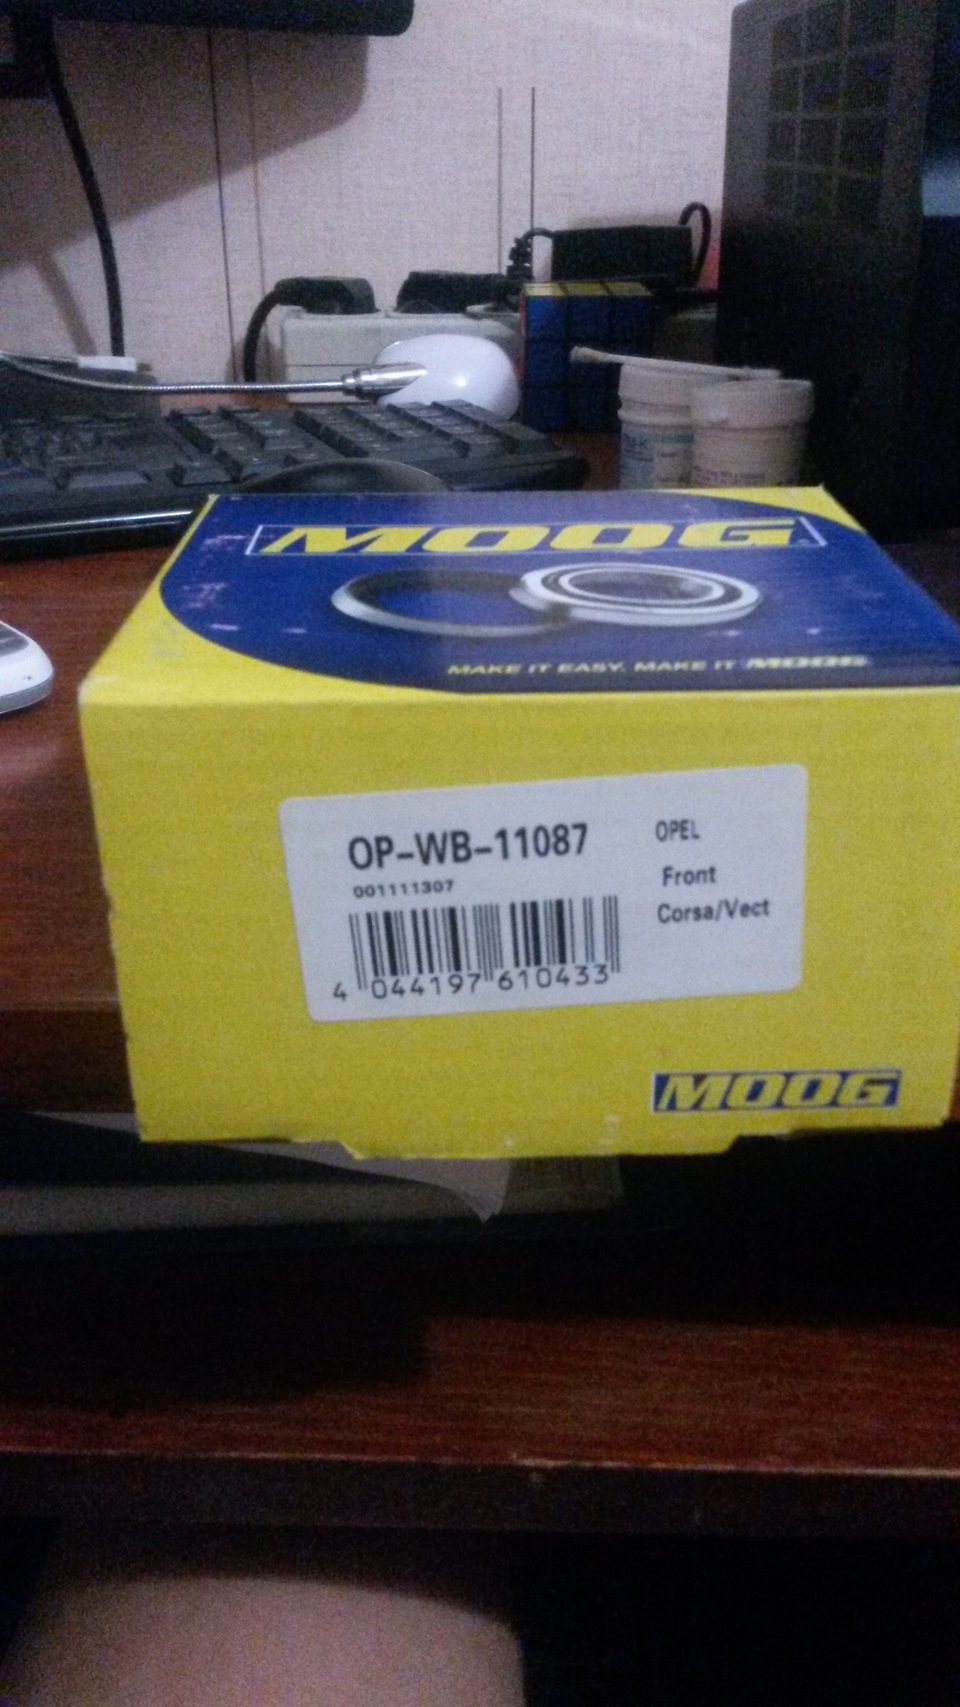 MOOG
MAKE IT EASY. MAKE IT MOOG
OP-WB-11087
001111307
4 044197 610433
OPEL
Front
Corsa/Vect
MOOG